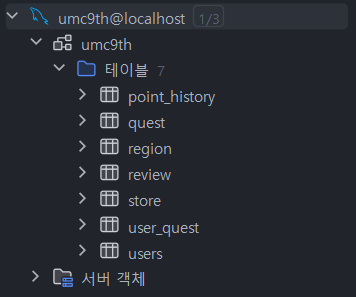 umc9th@localhost 1/3
umc9th
테이블 7
point_history
quest
region
review
store
user_quest
users
서버 객체